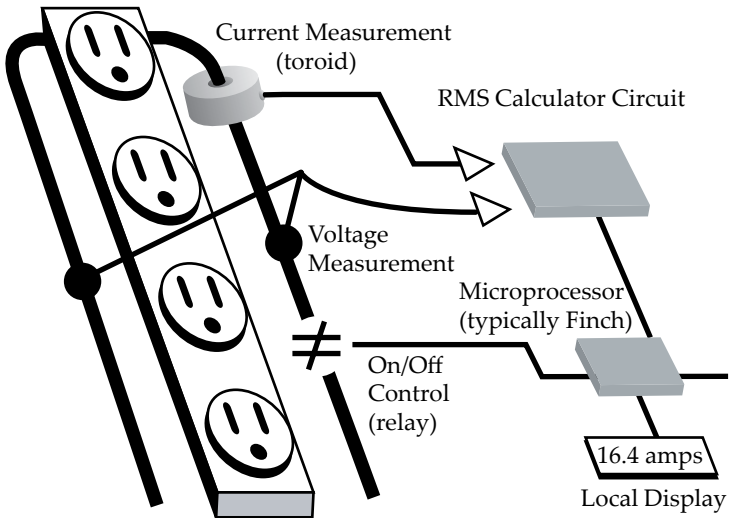 Current Measurement
(toroid)
RMS Calculator Circuit
Voltage
Measurement
Microprocessor
(typically Finch)
On/Off
Control
(relay)
16.4 amps
Local Display